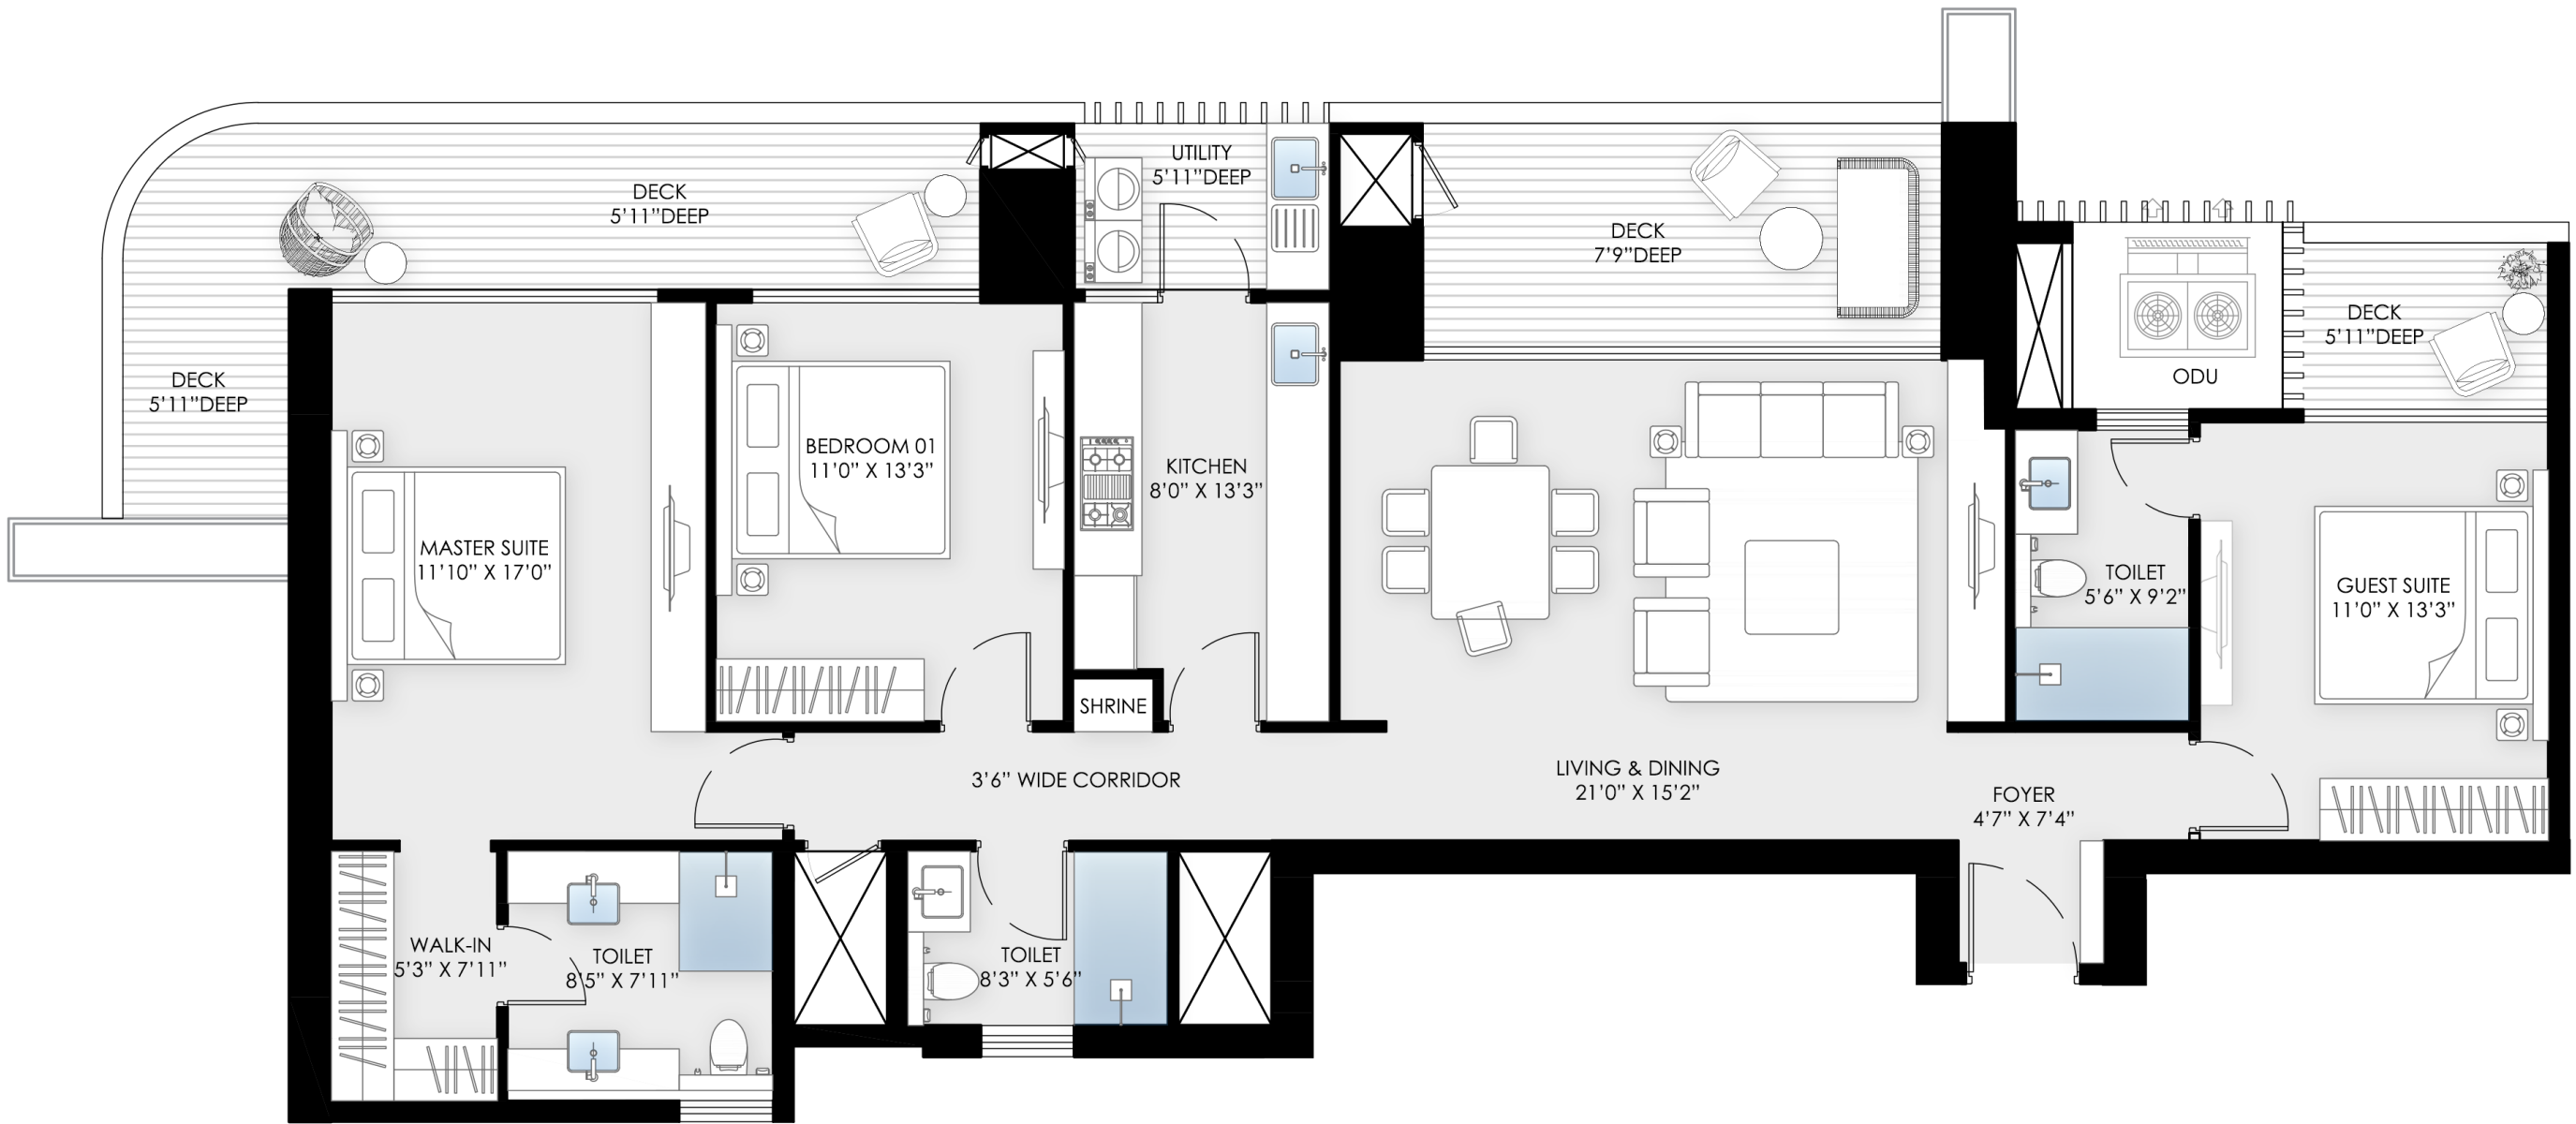 UTILITY
5'11"DEEP
DECK
5'11"DEEP
DECK
7'9"DEEP
DECK
5'11"DEEP
ODU
DECK
5'11"DEEP
BEDROOM 01
11'0" X 13'3"
KITCHEN
8'0" X 13'3"
MASTER SUITE
11'10" X 17'0"
TOILET
5'6" X 9'2"
GUEST SUITE
11'0" X 13'3"
SHRINE
3'6" WIDE CORRIDOR
LIVING & DINING
21'0" X 15'2"
FOYER
4'7" X 7'4"
WALK-IN
5'3" X 7'11"
TOILET
8'5" X 7'11"
TOILET
8'3" X 5'6"